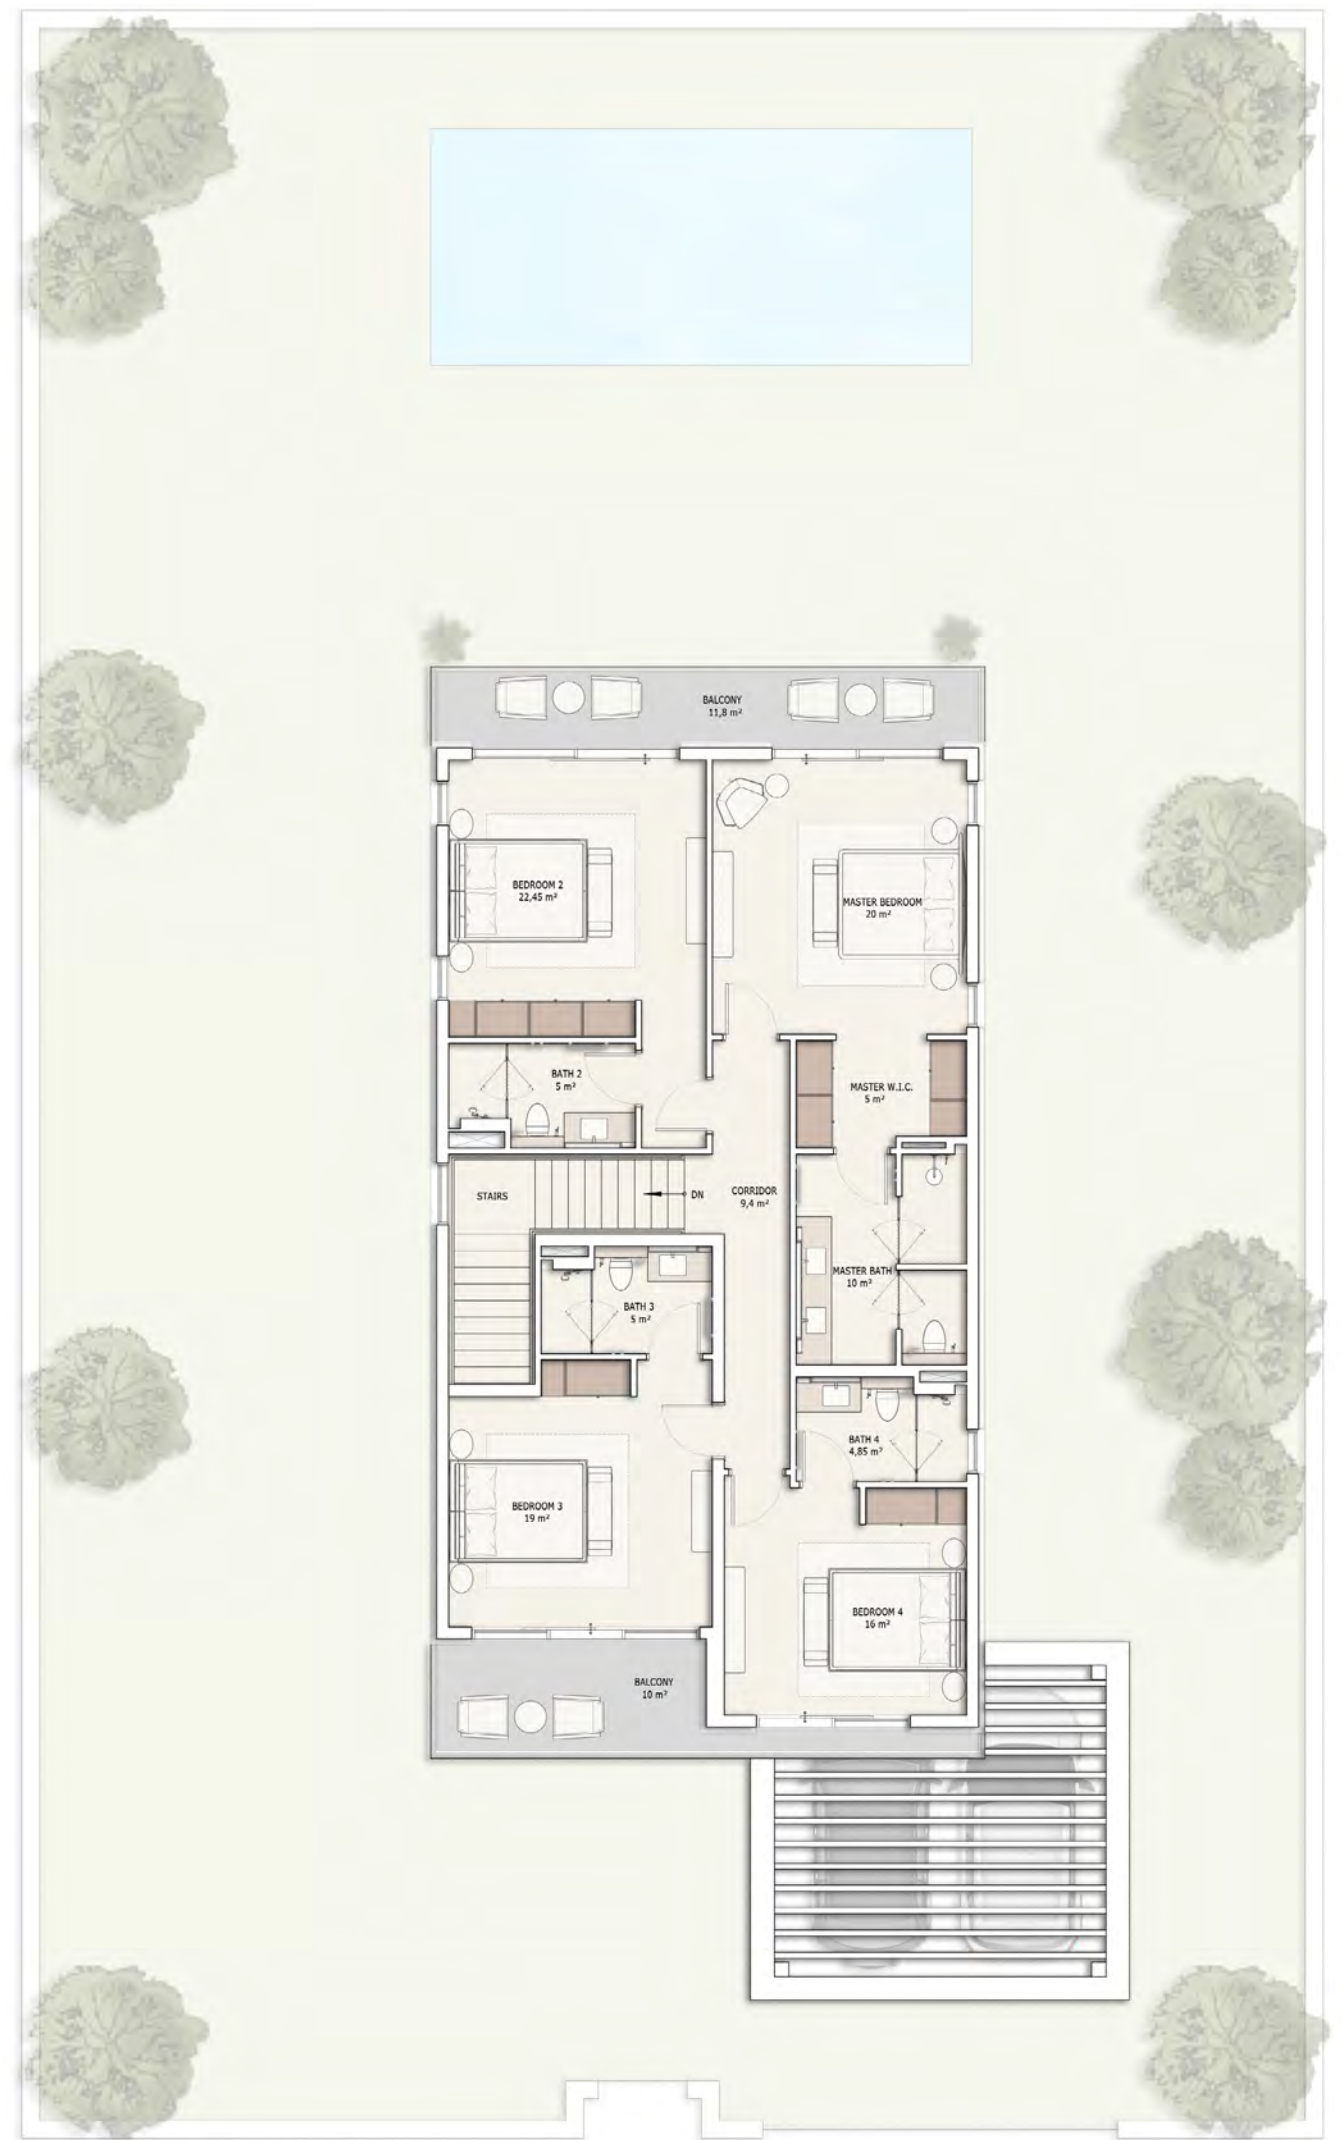 BALCONY
11,8 m²
BEDROOM 2
22,45 m²
MASTER BEDROOM
20 m²
BATH 2
5 m²
MASTER W.I.C.
5 m²
STAIRS
DN
CORRIDOR
9,4 m²
MASTER BATH
10 m²
BATH 3
5 m²
BATH 4
4,85 m²
BEDROOM 3
19 m²
BEDROOM 4
16 m²
BALCONY
10 m²